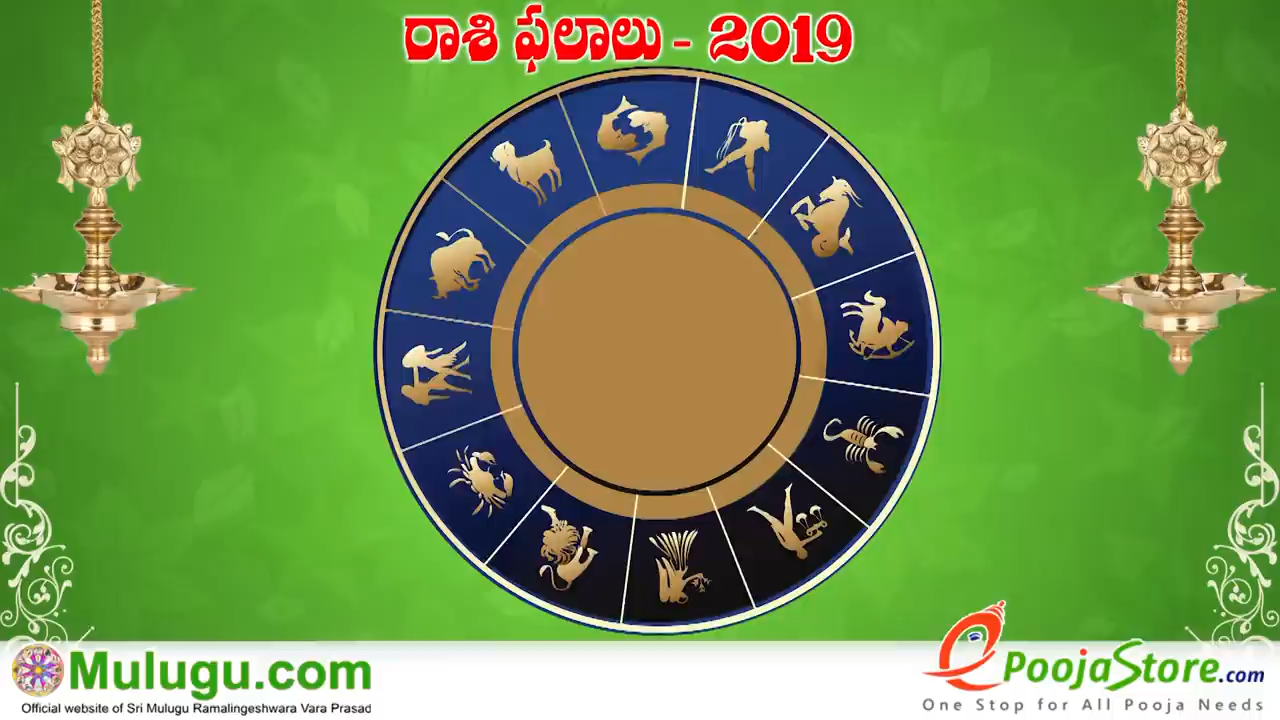 రాశి ఫలాలు - 2019
Mulugu.com
Official website of Sri Mulugu Ramalingeshwara Vara Prasad
ePoojaStore.com
One Stop for All Pooja Needs